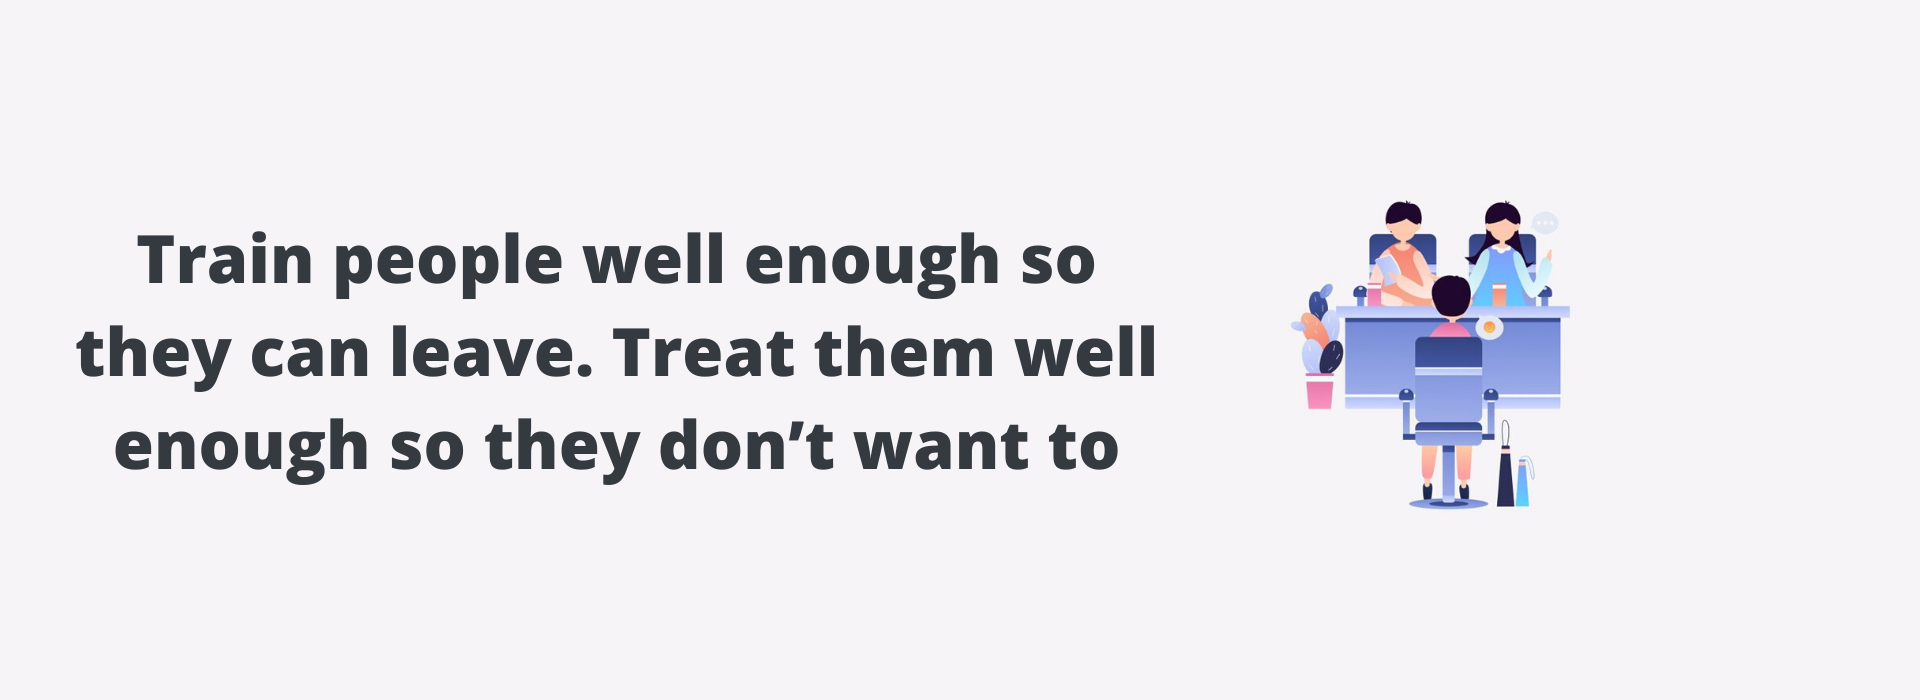 Train people well enough so
they can leave. Treat them well
enough so they don’t want to